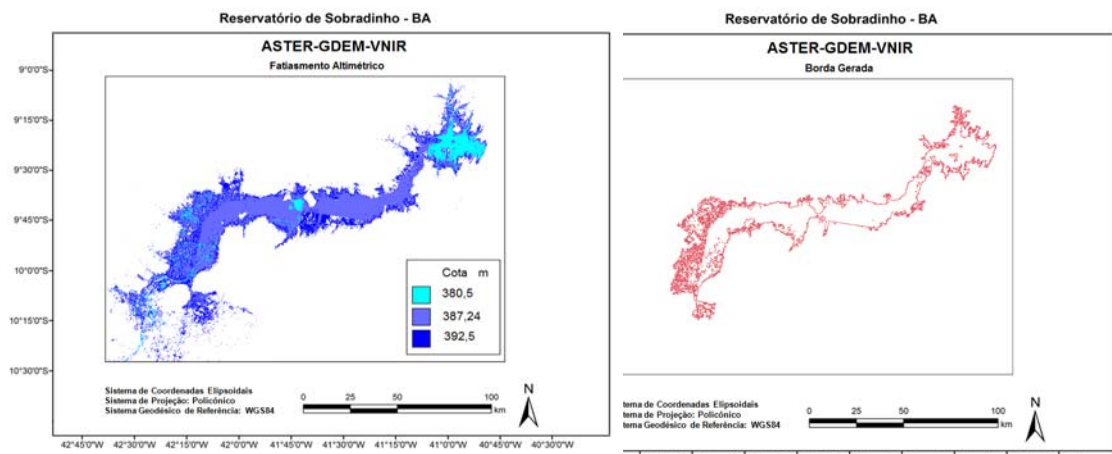 Reservatório de Sobradinho - BA
ASTER-GDEM-VNIR
Fatiasmento Altimétrico
9°0'0"S
9°15'0"S
9°30'0"S
9°45'0"S
10°0'0"S
10°15'0"S
10°30'0"S
Cota m
380,5
387,24
392,5
Sistema de Coordenadas Elipsoidais
Sistema de Projeção: Policônico
Sistema Geodésico de Referência: WGS84
0 25 50 100
km
N
42°45'0"W 42°30'0"W 42°15'0"W 42°0'0"W 41°45'0"W 41°30'0"W 41°15'0"W 41°0'0"W 40°45'0"W 40°30'0"W
Reservatório de Sobradinho - BA
ASTER-GDEM-VNIR
Borda Gerada
tema de Coordenadas Elipsoidais
tema de Projeção: Policônico
tema Geodésico de Referência: WGS84
0 25 50 100
km
N